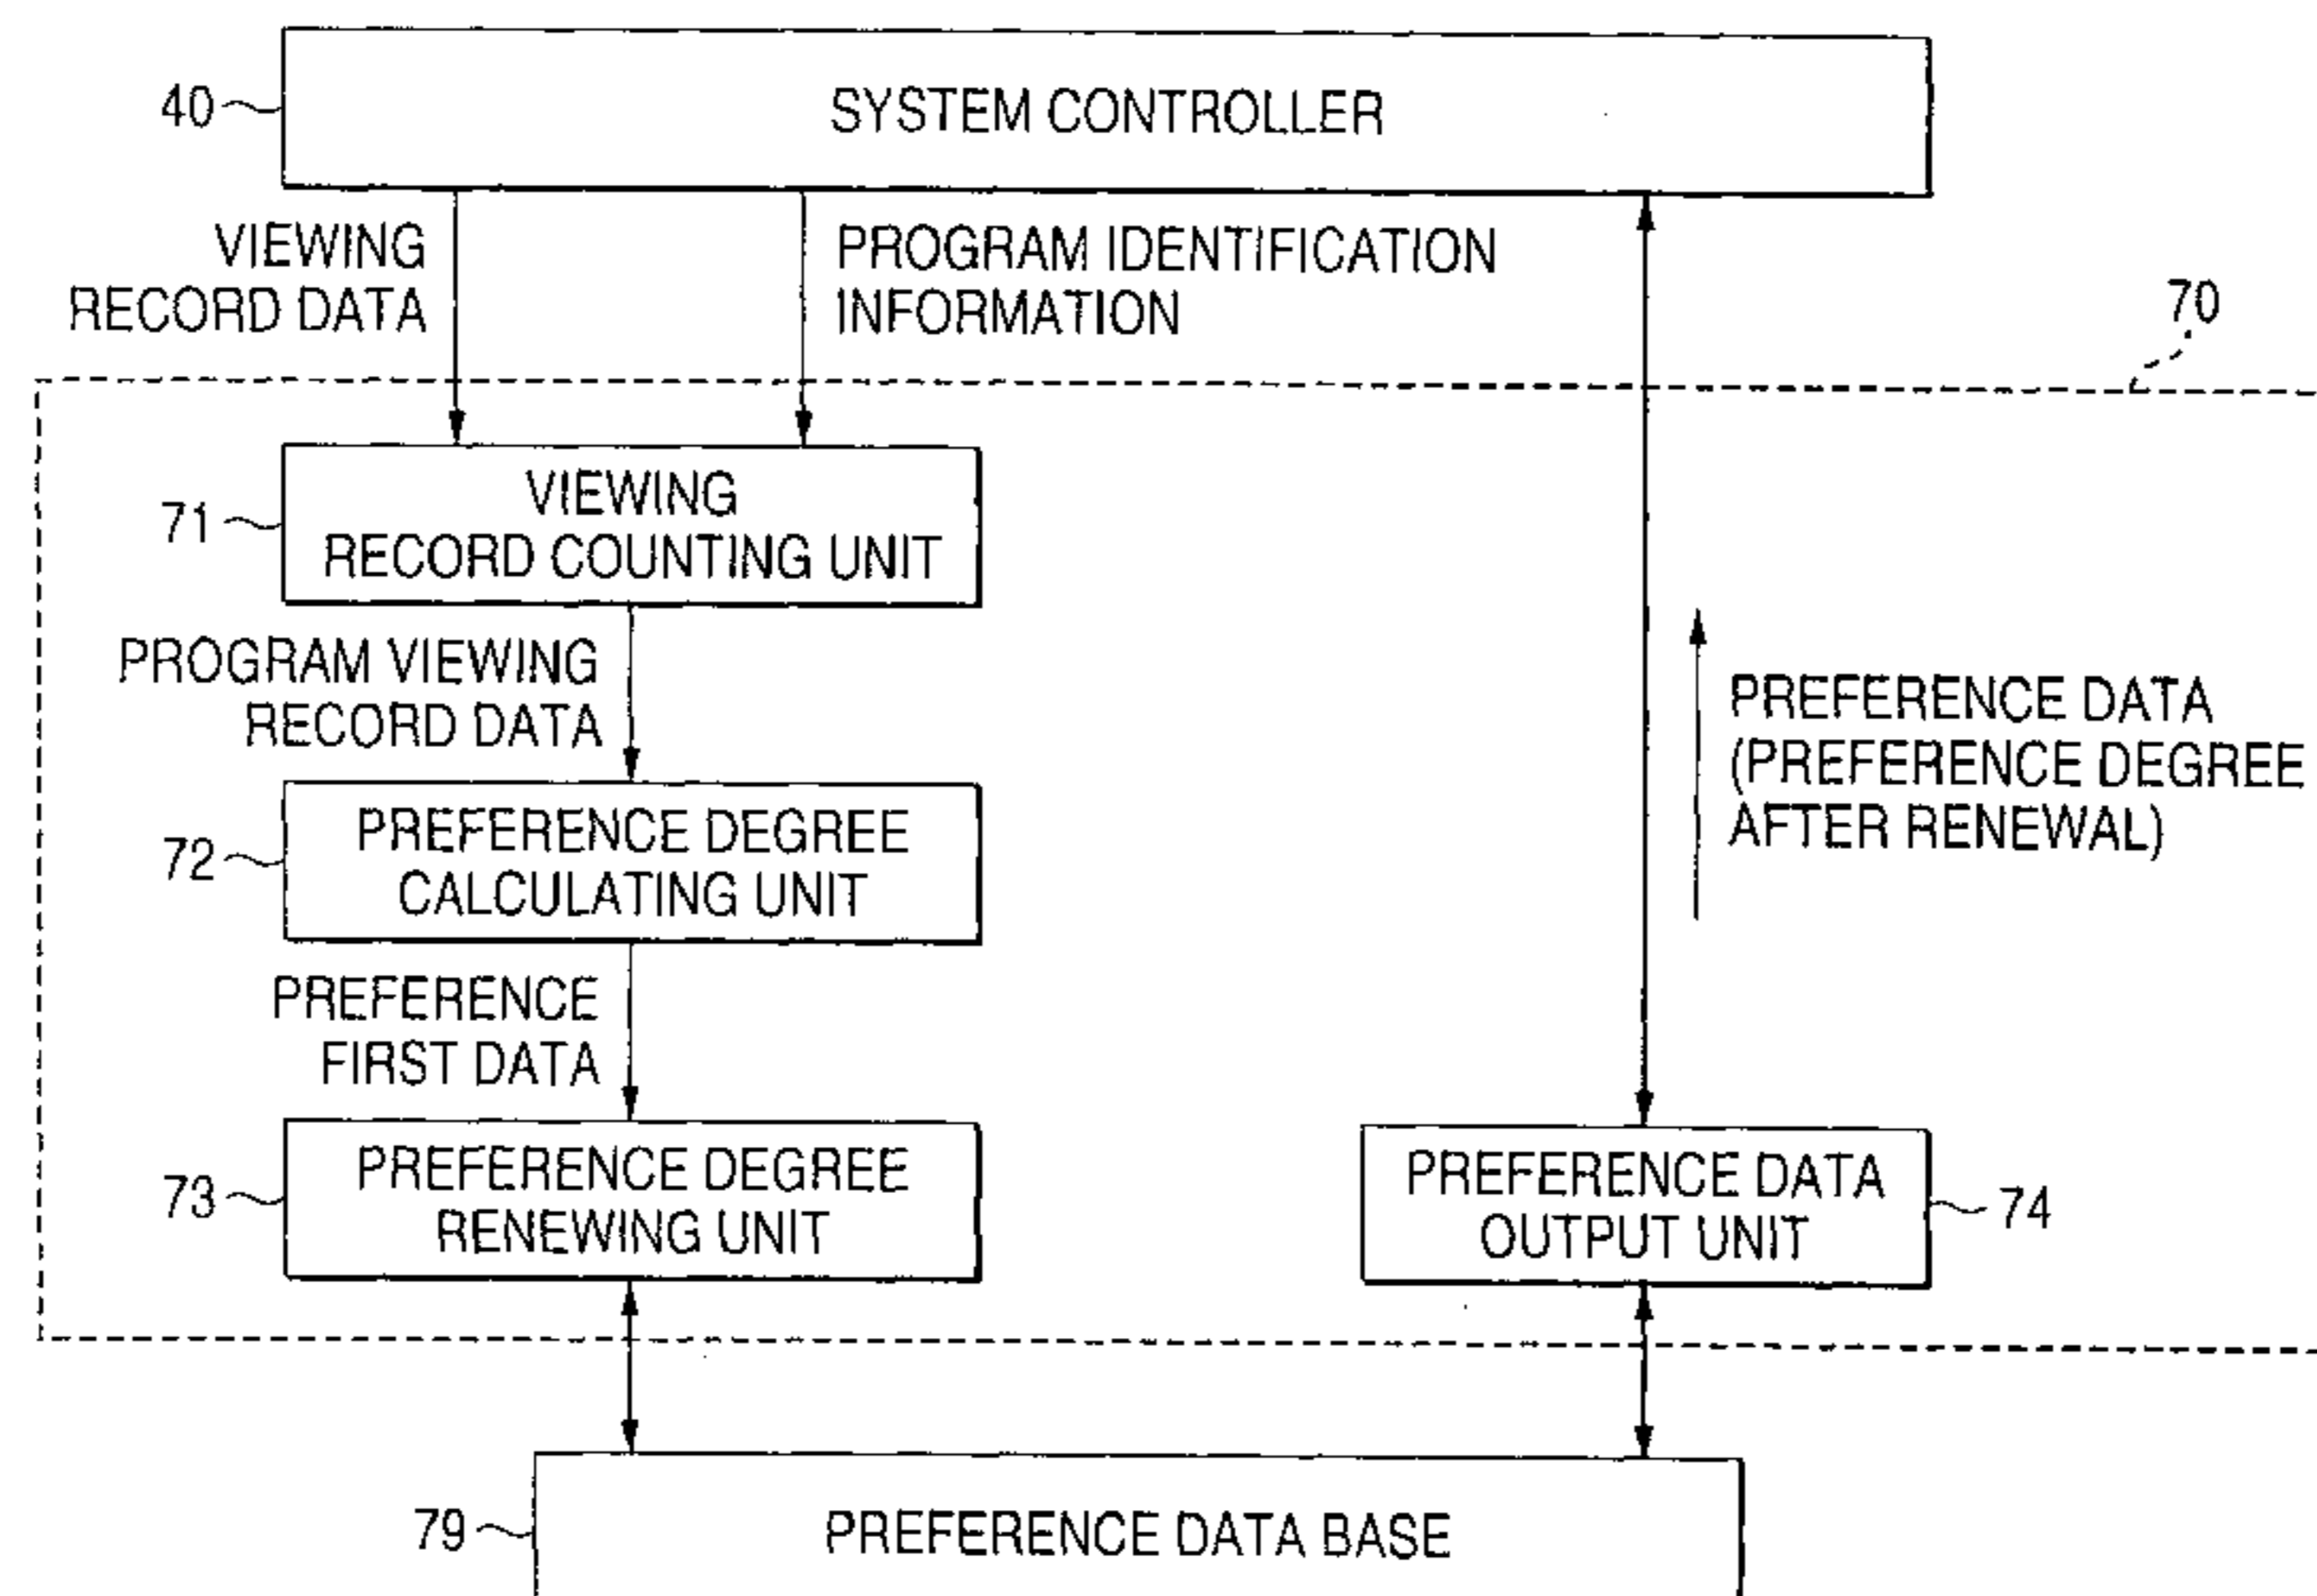 40
SYSTEM CONTROLLER
VIEWING
RECORD DATA
PROGRAM IDENTIFICATION
INFORMATION
70
71
VIEWING
RECORD COUNTING UNIT
PROGRAM VIEWING
RECORD DATA
PREFERENCE DATA
(PREFERENCE DEGREE
AFTER RENEWAL)
72
PREFERENCE DEGREE
CALCULATING UNIT
PREFERENCE
FIRST DATA
73
PREFERENCE DEGREE
RENEWING UNIT
PREFERENCE DATA
OUTPUT UNIT
74
79
PREFERENCE DATA BASE